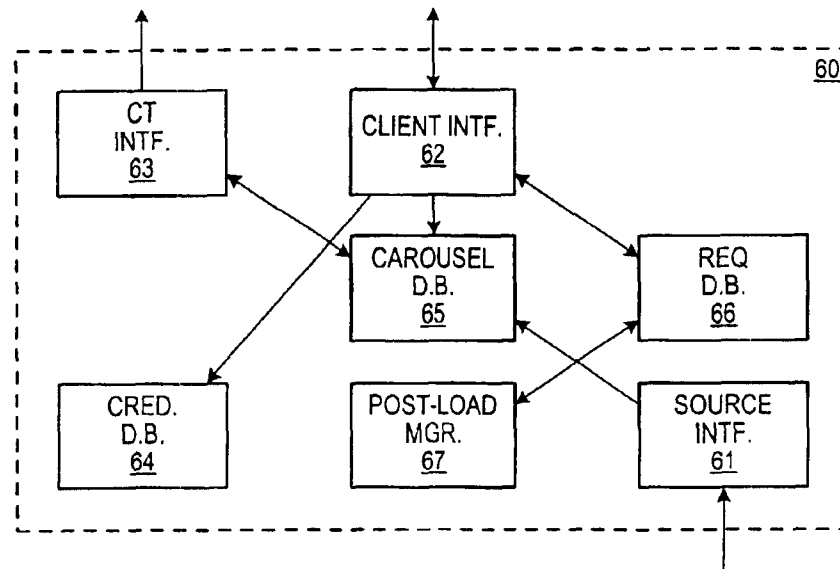 60
CT
INTF.
63
CLIENT INTF.
62
CAROUSEL
D.B.
65
REQ
D.B.
66
CRED.
D.B.
64
POST-LOAD
MGR.
67
SOURCE
INTF.
61